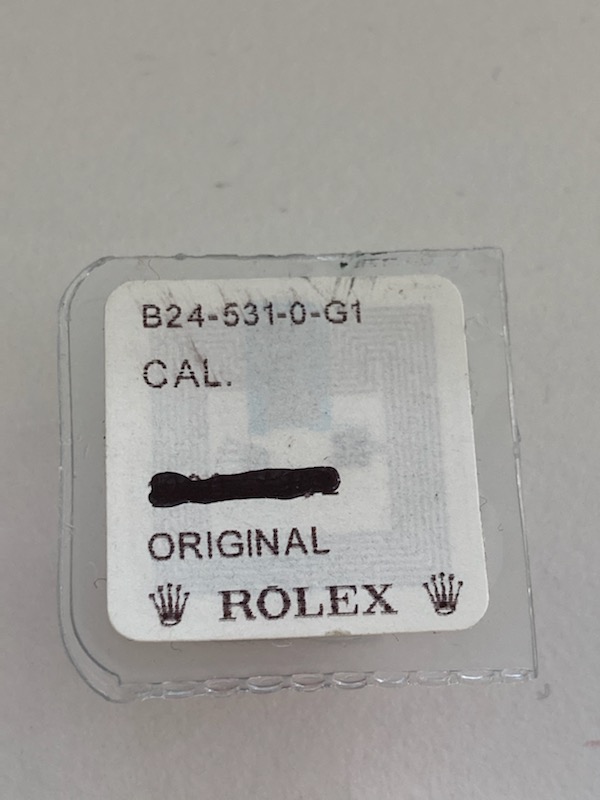 B24-531-0-G1
CAL.
ORIGINAL
ROLEX